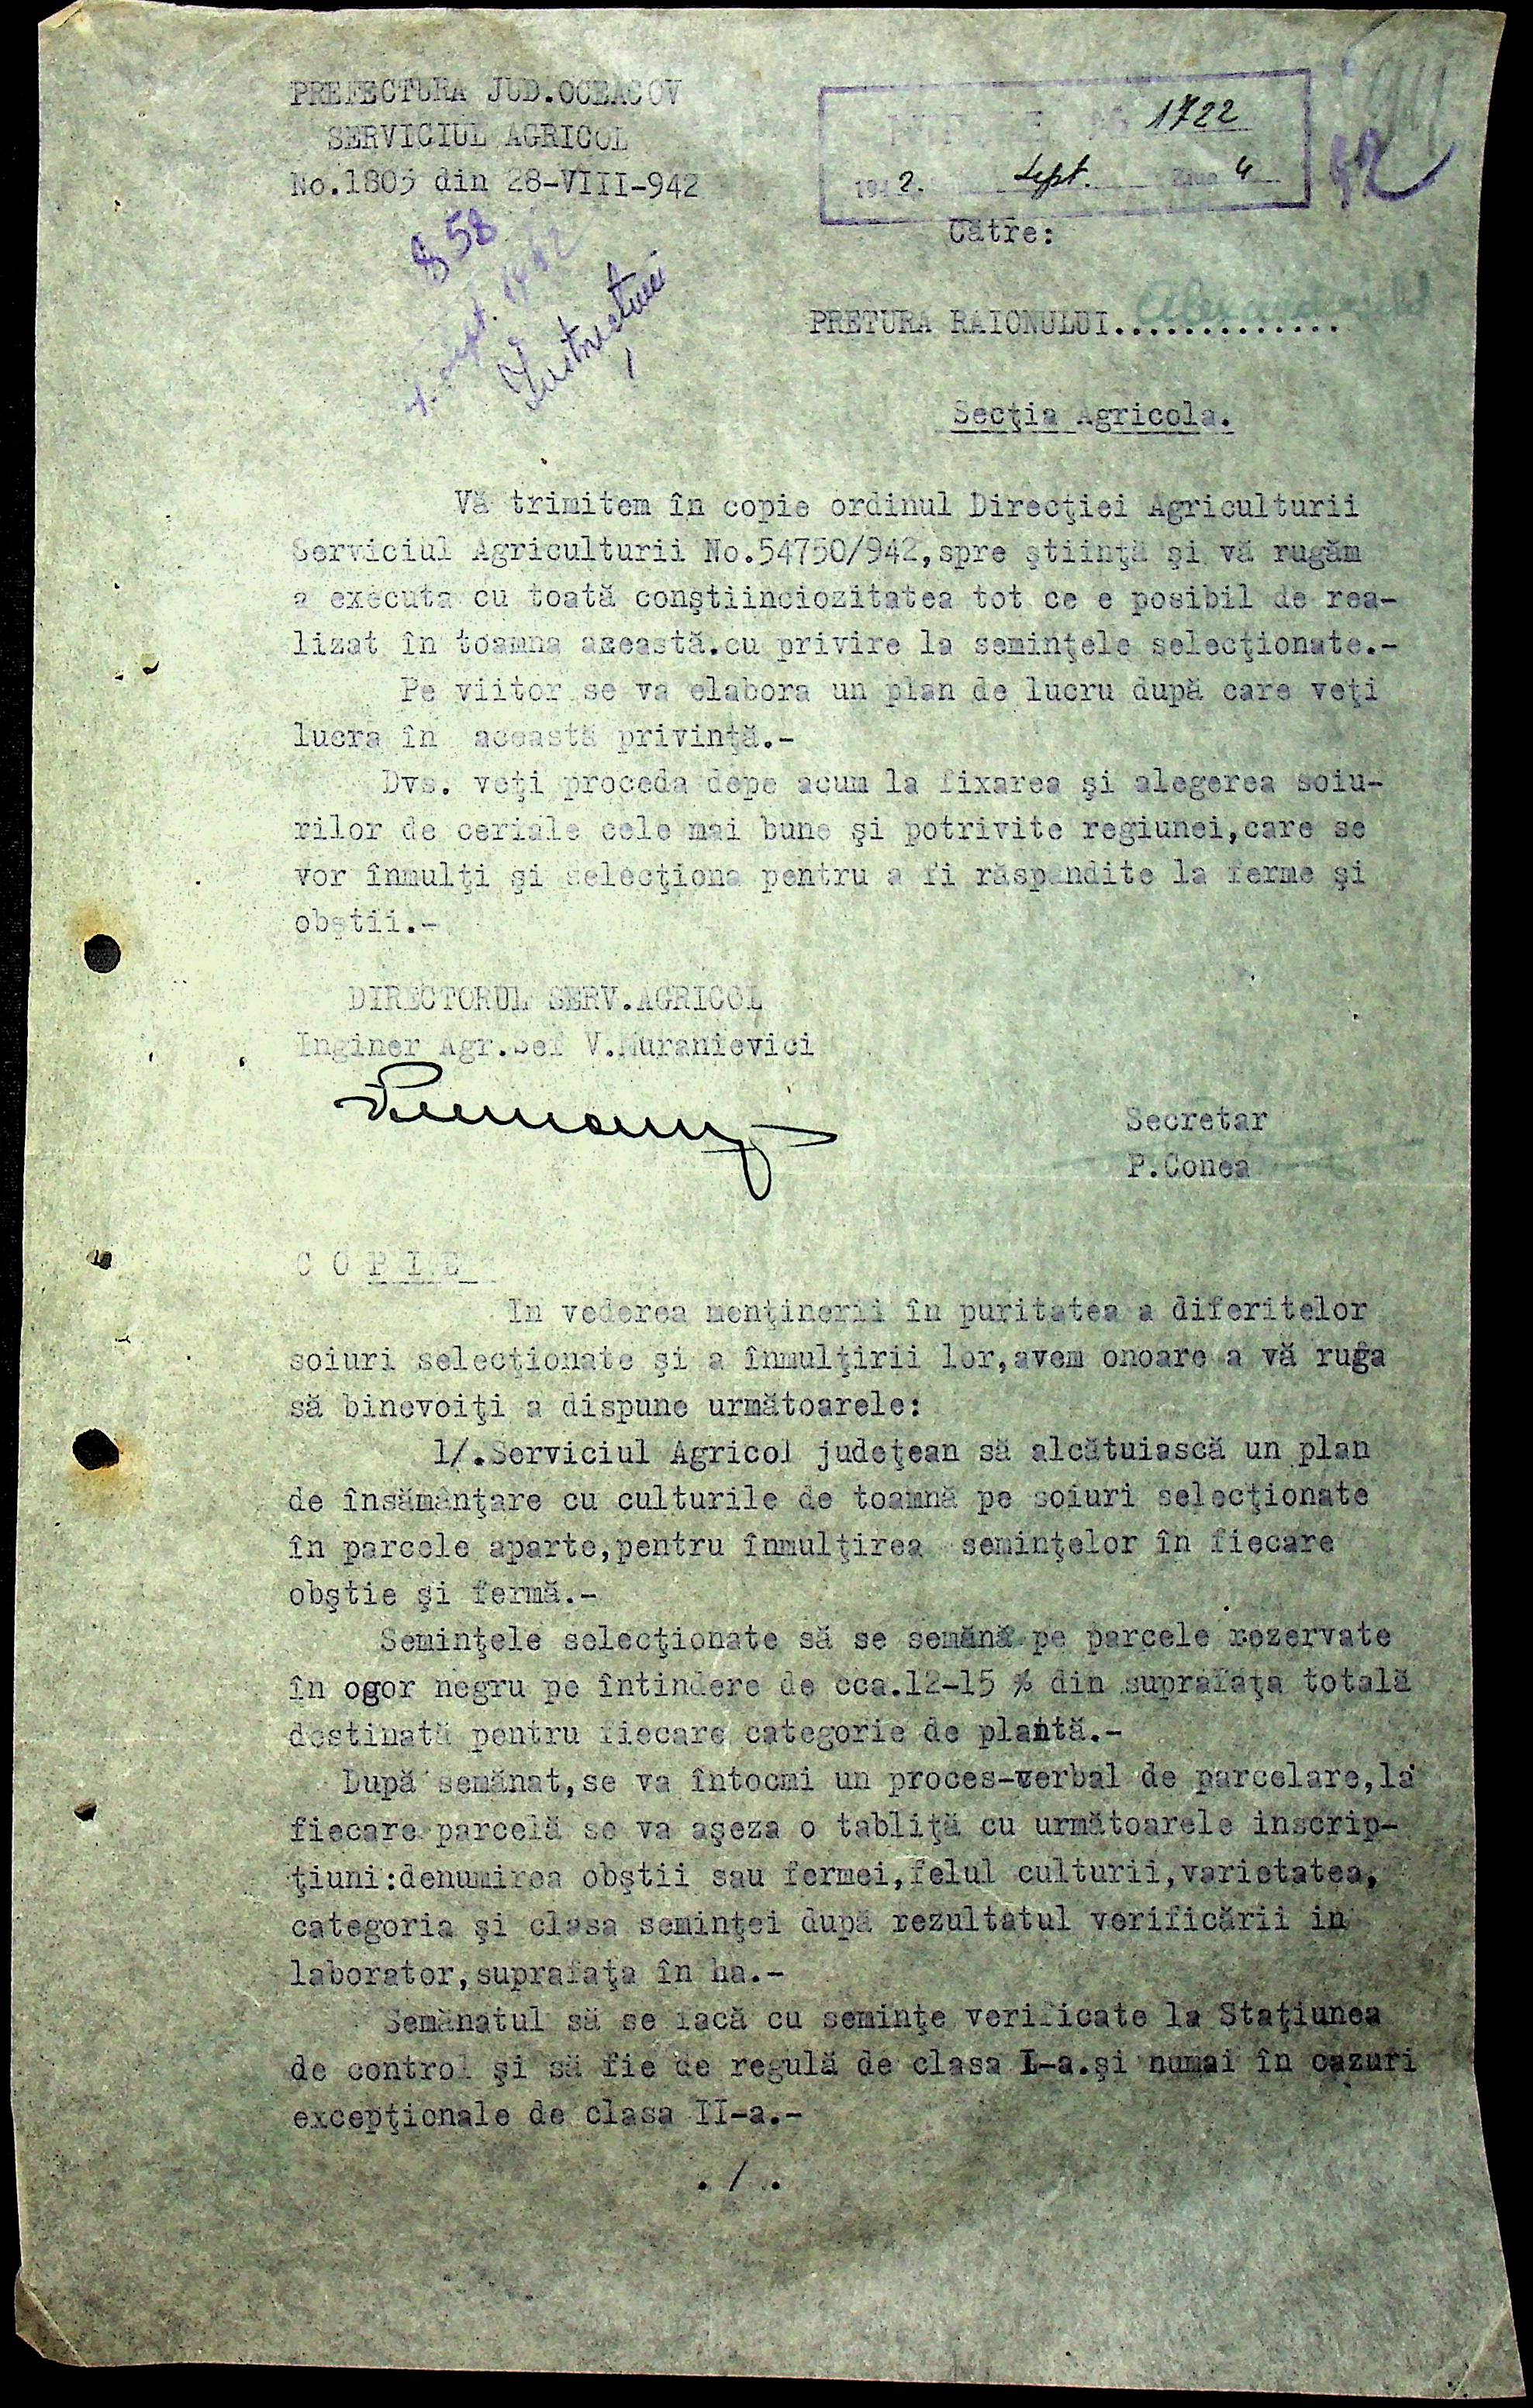 PREFECTURA JUD.OCEACOV
SERVICIUL AGRICOL
No.1805 din 28-VIII-942
1722
1942. Sept. Ziua 4
42
858
4. sept. 1942
Instructiuni
Către:
PRETURA RAIONULUI.............
Secţia Agricola.
Vă trimitem în copie ordinul Direcţiei Agriculturii
Serviciul Agriculturii No.54750/942,spre ştiinţă şi vă rugăm
a executa cu toată conştiinciozitatea tot ce e posibil de rea-
lizat în toamna această.cu privire la seminţele selecţionate.-
Pe viitor se va elabora un plan de lucru după care veţi
lucra în această privinţă.-
Dvs. veţi proceda depe acum la fixarea şi alegerea soiu-
rilor de ceriale cele mai bune şi potrivite regiunei,care se
vor înmulţi şi selecţiona pentru a fi răspandite la ferme şi
obştii.-
DIRECTORUL SERV.AGRICOL
Inginer Agr.Sef V.Muranievici
Secretar
P.Conea
C O P I E
In vederea menţinerii în puritatea a diferitelor
soiuri selecţionate şi a înmulţirii lor,avem onoare a vă ruga
să binevoiţi a dispune următoarele:
1/.Serviciul Agricol judeţean să alcătuiască un plan
de însămânţare cu culturile de toamnă pe soiuri selecţionate
în parcele aparte,pentru înmulţirea seminţelor în fiecare
obştie şi fermă.-
Seminţele selecţionate să se semănă pe parcele rezervate
în ogor negru pe întindere de cca.12-15 % din suprafaţa totală
destinată pentru fiecare categorie de plantă.-
După semănat,se va întocmi un proces-verbal de parcelare,la
fiecare parcelă se va aşeza o tabliţă cu următoarele inscrip-
ţiuni:denumirea obştii sau fermei,felul culturii,varietatea,
categoria şi clasa seminţei după rezultatul verificării in
laborator,suprafaţa în ha.-
Semănatul să se facă cu seminţe verificate la Staţiunea
de control şi să fie de regulă de clasa I-a.şi numai în cazuri
excepţionale de clasa II-a.-
./.